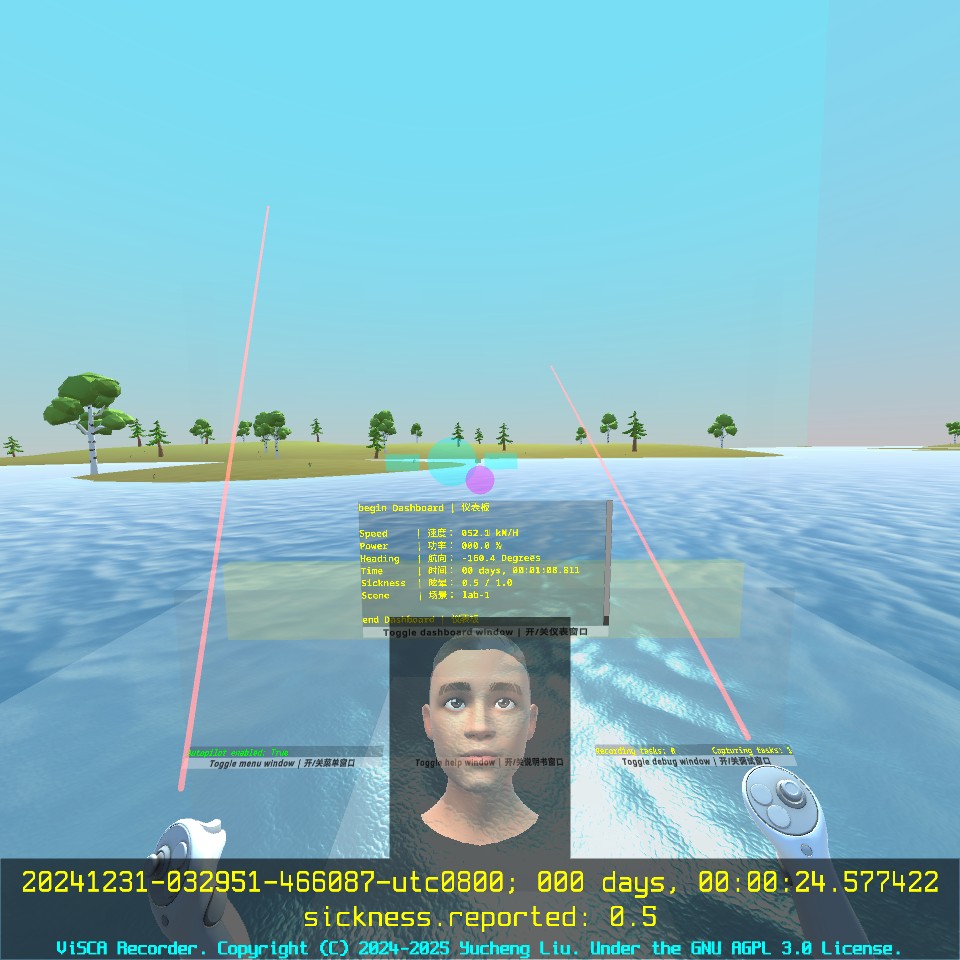 begin Dashboard | 仪表板
Speed | 速度： 052.1 kM/H
Power | 功率： 000.0 %
Heading | 航向： -160.4 Degrees
Time | 时间： 00 days, 00:01:08.811
Sickness | 眩晕： 0.5 / 1.0
Scene | 场景： lab-1
end Dashboard | 仪表板
Toggle dashboard window | 开/关仪表窗口
Autopilot enabled: True
Recording tasks: 0 Capturing tasks: 1
Toggle menu window | 开/关菜单窗口
Toggle help window | 开/关说明书窗口
Toggle debug window | 开/关调试窗口
20241231-032951-466087-utc0800; 000 days, 00:00:24.577422
sickness.reported: 0.5
ViSCA Recorder. Copyright (C) 2024-2025 Yucheng Liu. Under the GNU AGPL 3.0 License.